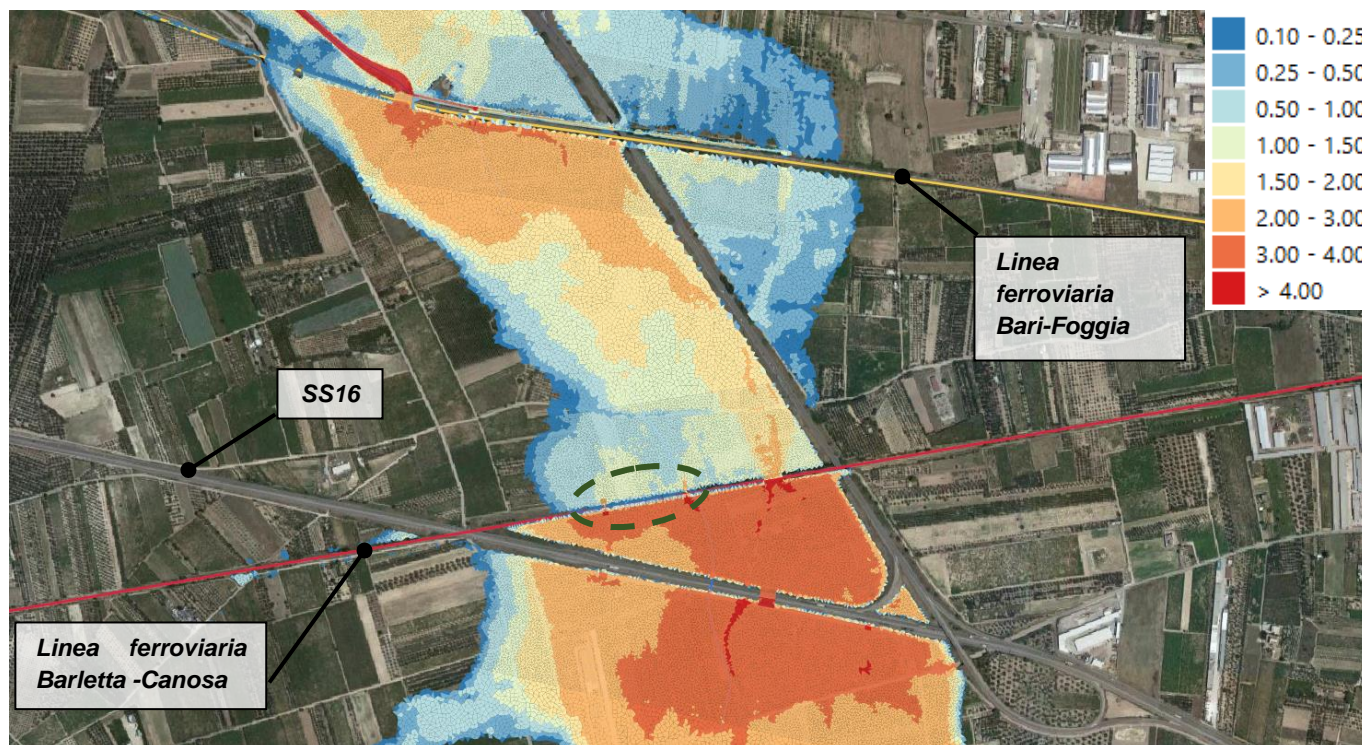 0.10 - 0.25
0.25 - 0.50
0.50 - 1.00
1.00 - 1.50
1.50 - 2.00
2.00 - 3.00
3.00 - 4.00
> 4.00
Linea
ferroviaria
Bari-Foggia
SS16
Linea ferroviaria
Barletta -Canosa